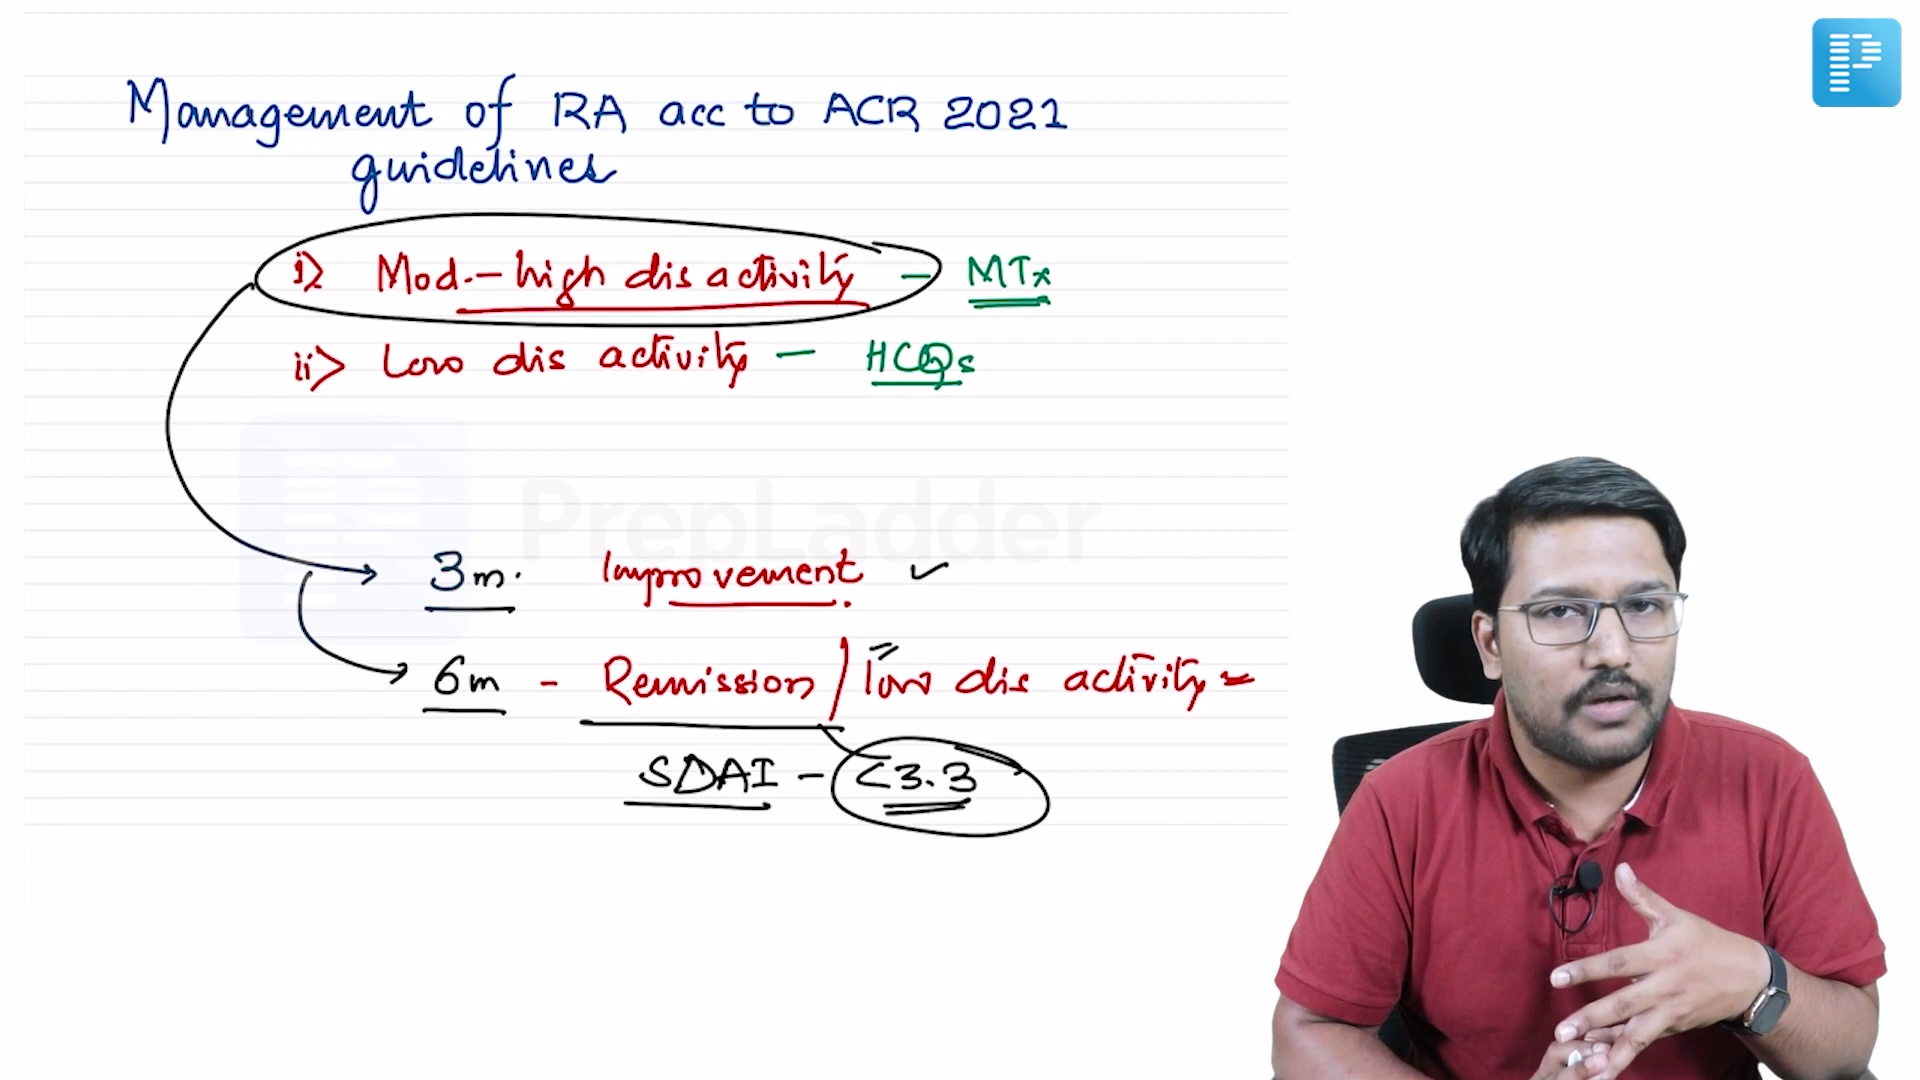 Management of RA acc to ACR 2021
guidelines
i) Mod. - high dis activity - MTx
ii) Low dis activity - HCQs
PrepLadder
3m. Improvement ✓
6m - Remission / low dis activity
SDAI - <3.3